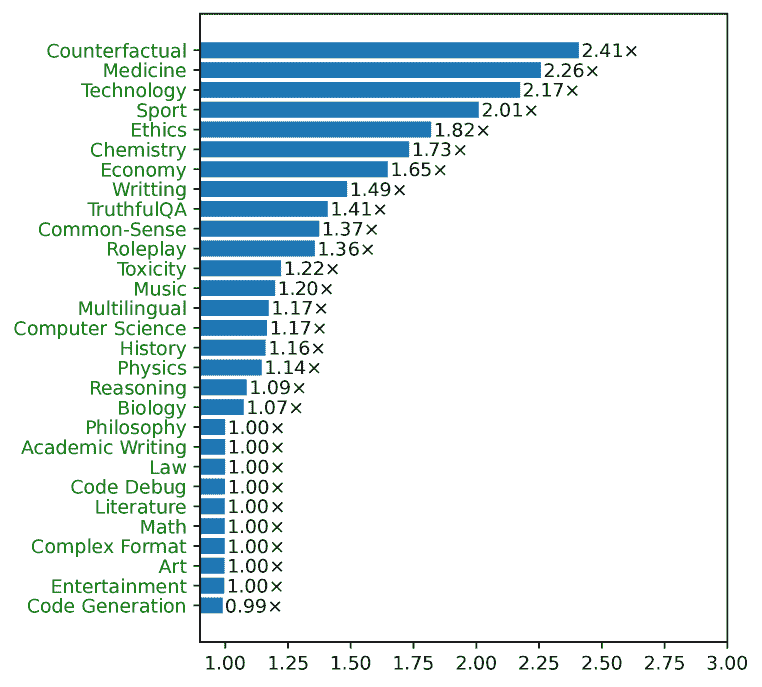 Counterfactual 2.41×
Medicine 2.26×
Technology 2.17×
Sport 2.01×
Ethics 1.82×
Chemistry 1.73×
Economy 1.65×
Writting 1.49×
TruthfulQA 1.41×
Common-Sense 1.37×
Roleplay 1.36×
Toxicity 1.22×
Music 1.20×
Multilingual 1.17×
Computer Science 1.17×
History 1.16×
Physics 1.14×
Reasoning 1.09×
Biology 1.07×
Philosophy 1.00×
Academic Writing 1.00×
Law 1.00×
Code Debug 1.00×
Literature 1.00×
Math 1.00×
Complex Format 1.00×
Art 1.00×
Entertainment 1.00×
Code Generation 0.99×
1.00 1.25 1.50 1.75 2.00 2.25 2.50 2.75 3.00